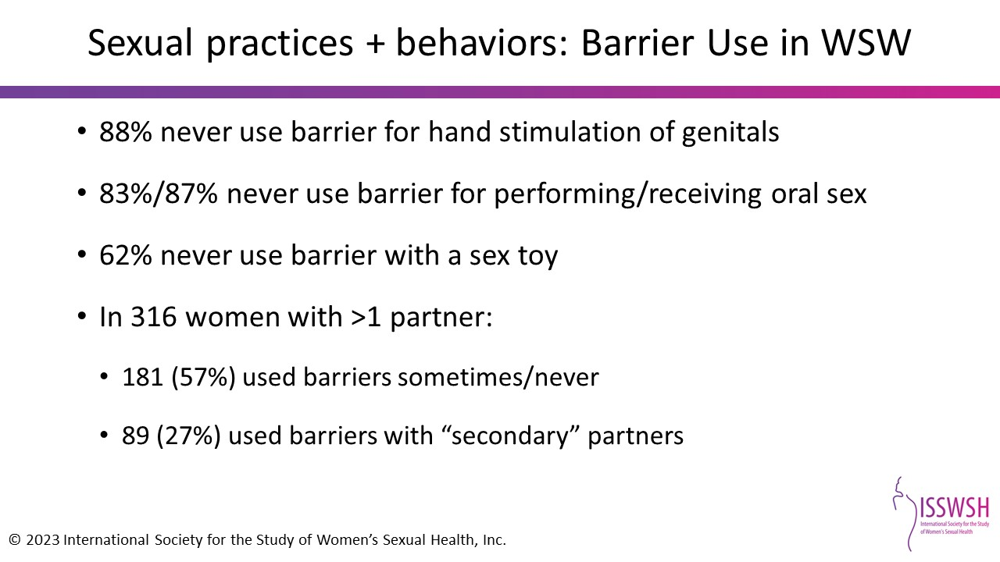 Sexual practices + behaviors: Barrier Use in WSW
• 88% never use barrier for hand stimulation of genitals
• 83%/87% never use barrier for performing/receiving oral sex
• 62% never use barrier with a sex toy
• In 316 women with >1 partner:
• 181 (57%) used barriers sometimes/never
• 89 (27%) used barriers with “secondary” partners
ISSWSH
International Society for the Study
of Women's Sexual Health
© 2023 International Society for the Study of Women’s Sexual Health, Inc.